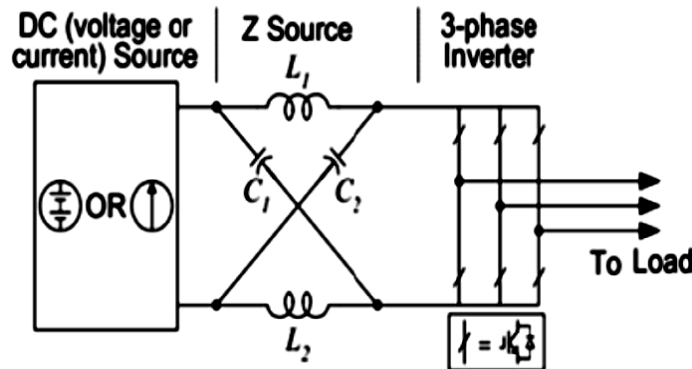 DC (voltage or
current) Source
Z Source
3-phase
Inverter
L1
C1
C2
OR
To Load
L2
=